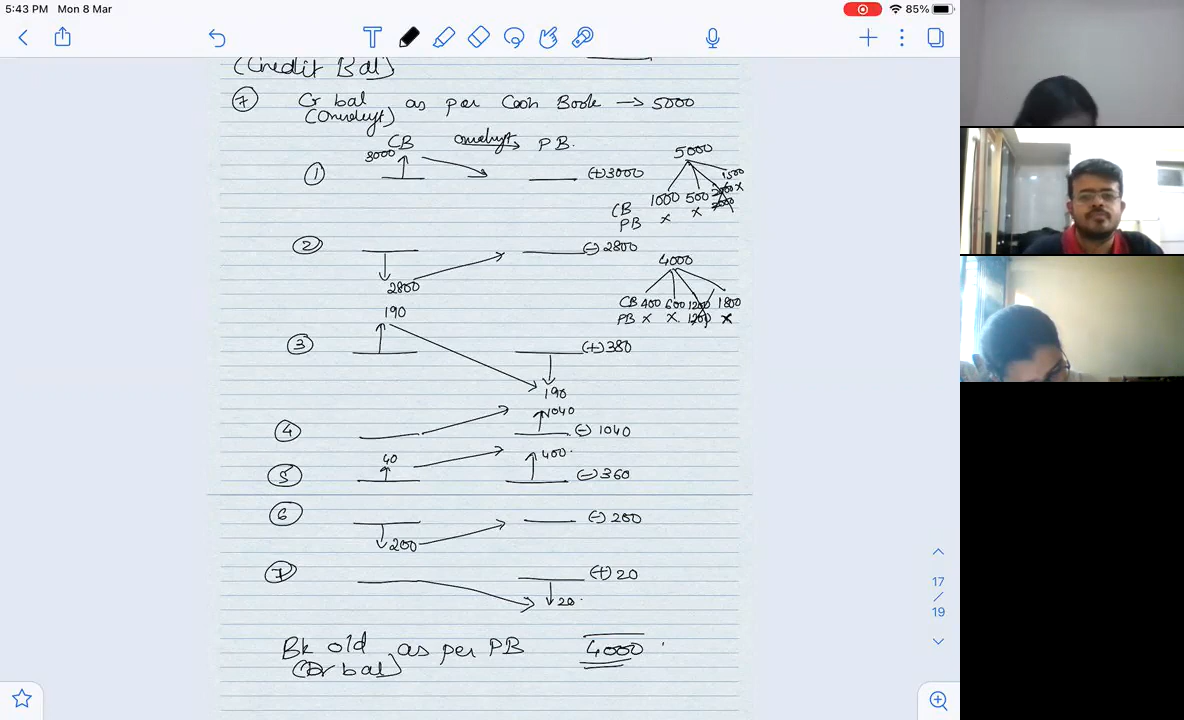 5:43 PM Mon 8 Mar
85%
(Credit Bal)
7 Cr bal as per Cash Book → 5000
(Overdraft)
CB overdraft PB.
1 3000 (+) 3000
5000
1000 500 1500
CB
PB x x x
2 2800 (-) 2800
4000
CB 400 600 1200 1800
PB x x 1200 x
3 190 190 (+) 380
4 1040 (-) 1040
5 40 400. (-) 360
6 200 (-) 200
7 20. (+) 20
Bk old as per PB 4000
(Dr bal)
17
/
19